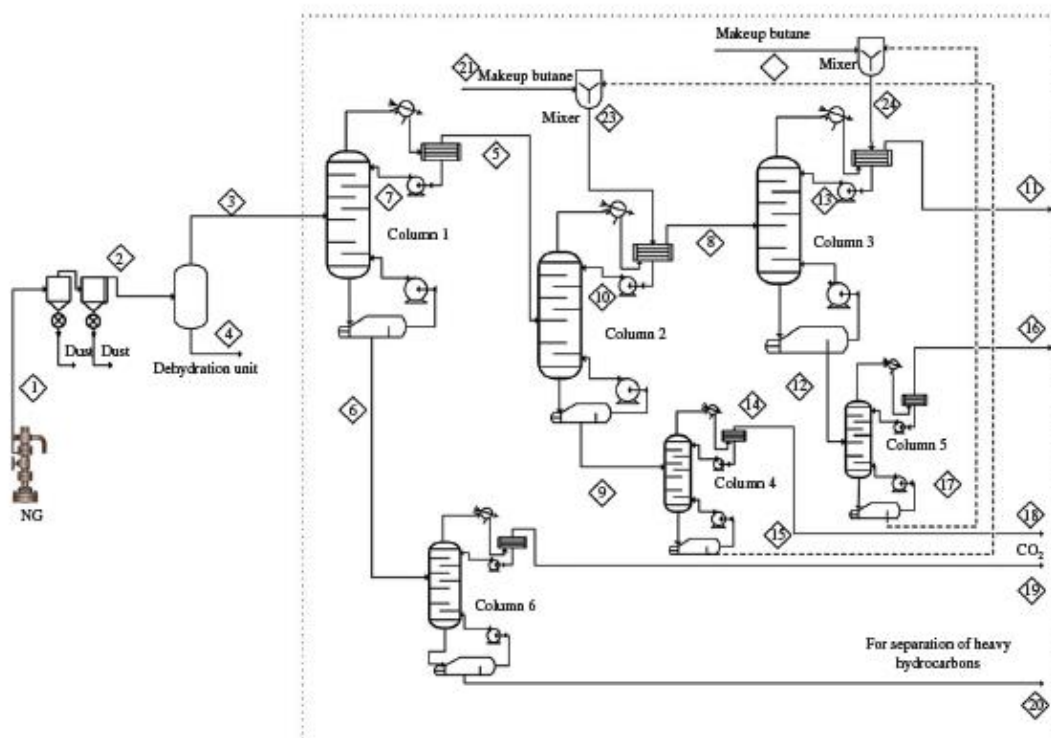 Makeup butane
Mixer
21
Makeup butane
Mixer
23
24
5
3
7
Column 1
13
11
Column 3
8
2
10
Column 2
16
Dust
Dust
4
Dehydration unit
1
12
6
14
Column 5
Column 4
9
17
NG
15
18
CO2
19
Column 6
For separation of heavy
hydrocarbons
20